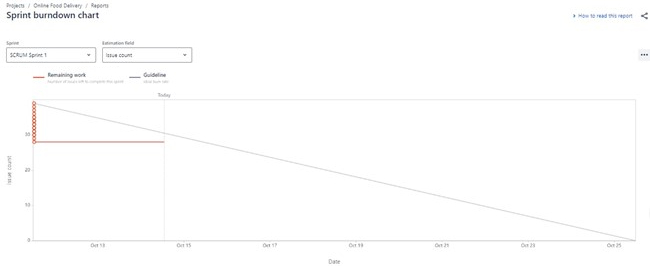 Projects / Online Food Delivery / Reports
Sprint burndown chart
How to read this report
Sprint
Estimation field
SCRUM Sprint 1
Issue count
Remaining work
Guideline
Today
30
20
10
0
Issue count
Oct 13
Oct 15
Oct 17
Oct 19
Oct 21
Oct 23
Oct 25
Date